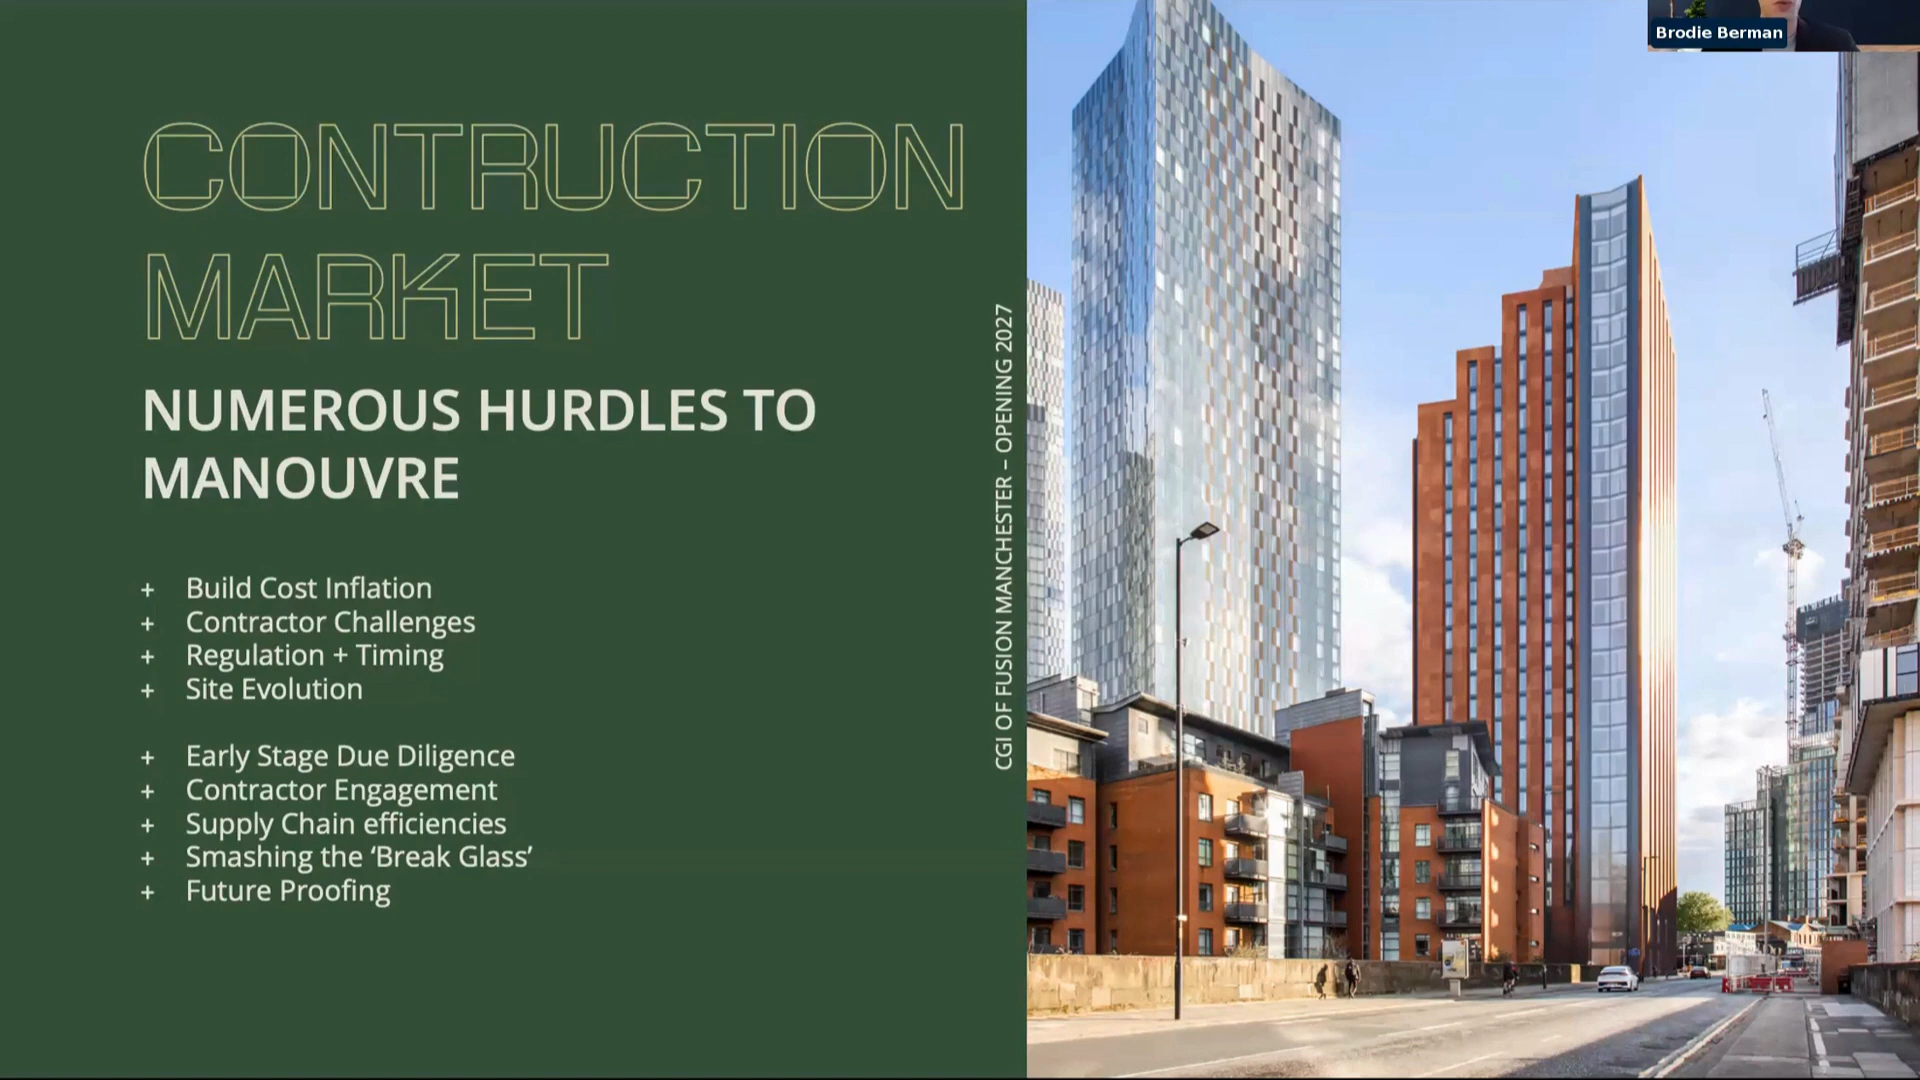 Brodie Berman
CONTRUCTION
MARKET
NUMEROUS HURDLES TO
MANOUVRE
+ Build Cost Inflation
+ Contractor Challenges
+ Regulation + Timing
+ Site Evolution
+ Early Stage Due Diligence
+ Contractor Engagement
+ Supply Chain efficiencies
+ Smashing the ‘Break Glass’
+ Future Proofing
CGI OF FUSION MANCHESTER – OPENING 2027